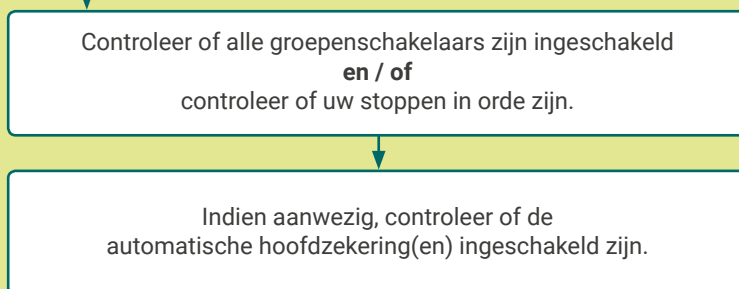 Controleer of alle groepenschakelaars zijn ingeschakeld
en / of
controleer of uw stoppen in orde zijn.
Indien aanwezig, controleer of de
automatische hoofdzekering(en) ingeschakeld zijn.